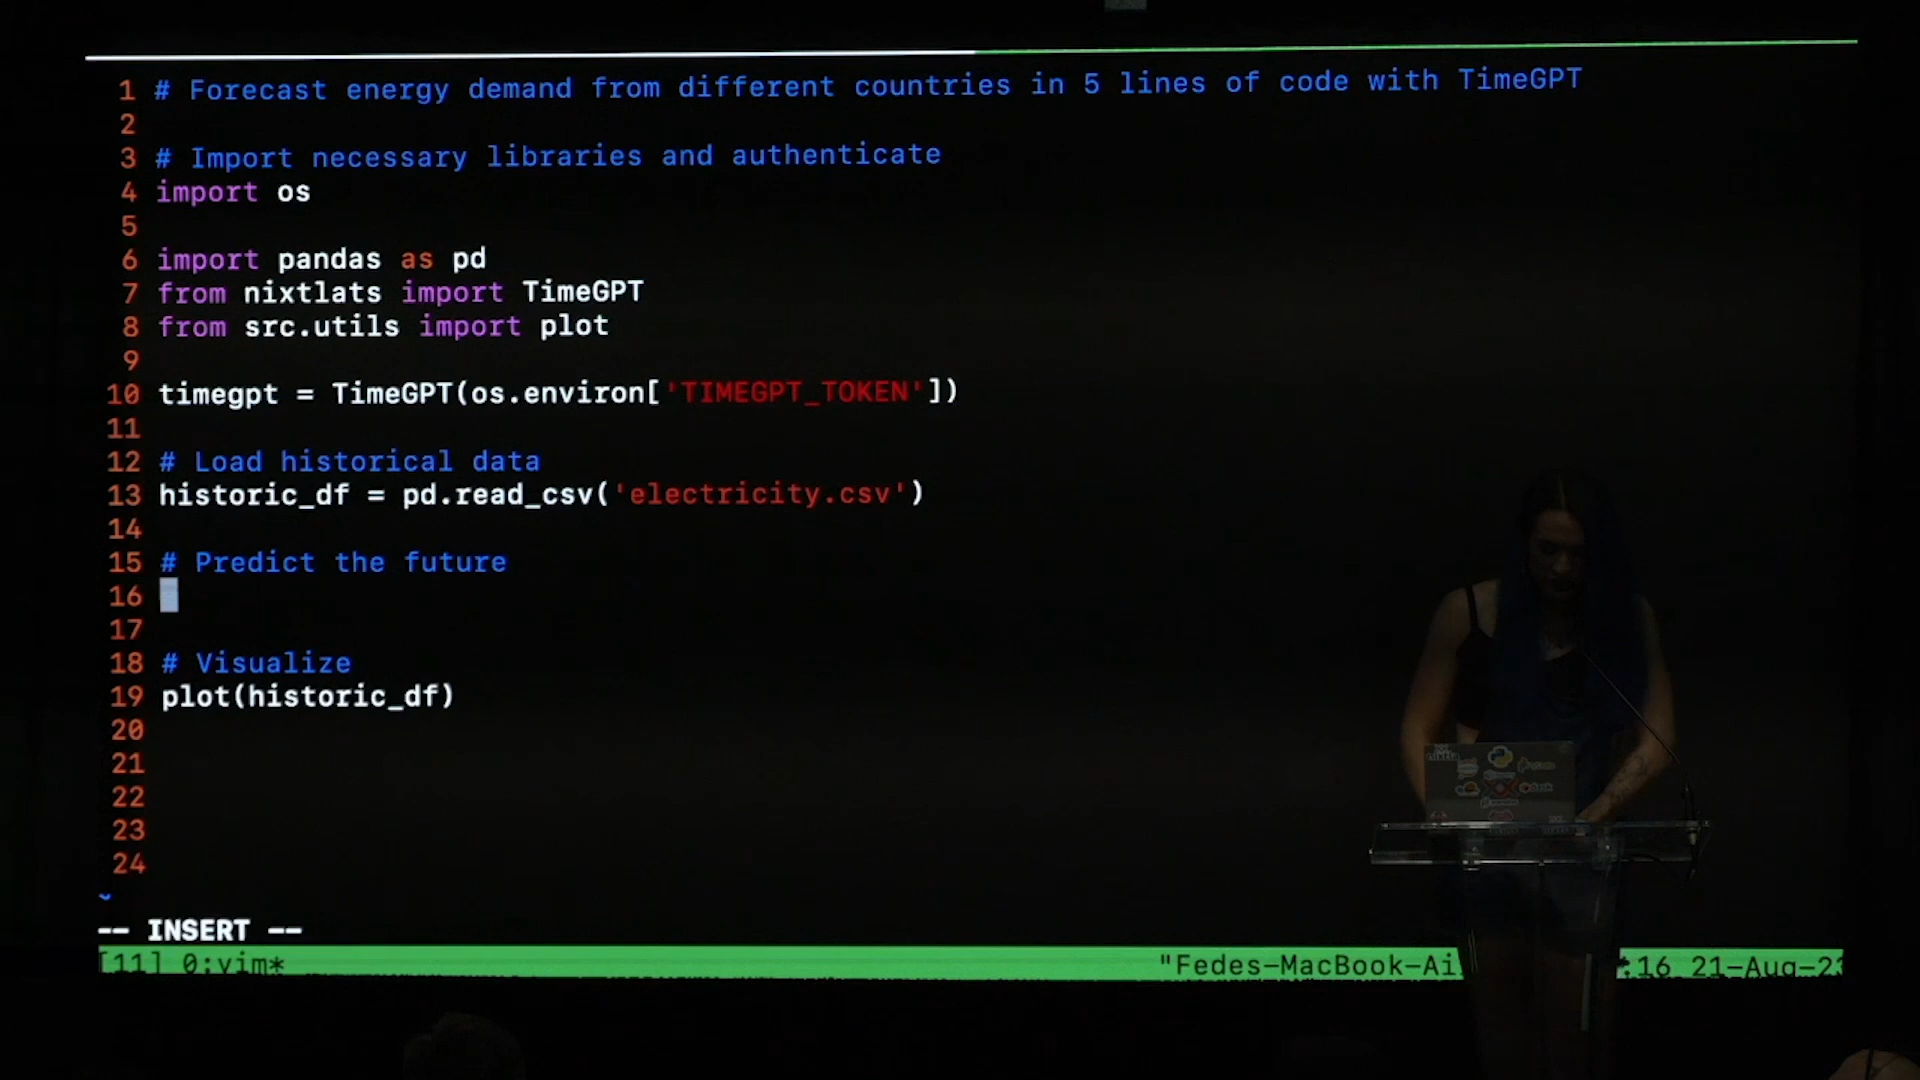 1 # Forecast energy demand from different countries in 5 lines of code with TimeGPT
2
3 # Import necessary libraries and authenticate
4 import os
5
6 import pandas as pd
7 from nixtlats import TimeGPT
8 from src.utils import plot
9
10 timegpt = TimeGPT(os.environ['TIMEGPT_TOKEN'])
11
12 # Load historical data
13 historic_df = pd.read_csv('electricity.csv')
14
15 # Predict the future
16
17
18 # Visualize
19 plot(historic_df)
20
21
22
23
24
~
-- INSERT --
[11] 0:vim* "Fedes-MacBook-Ai :16 21-Aug-23
nixtla